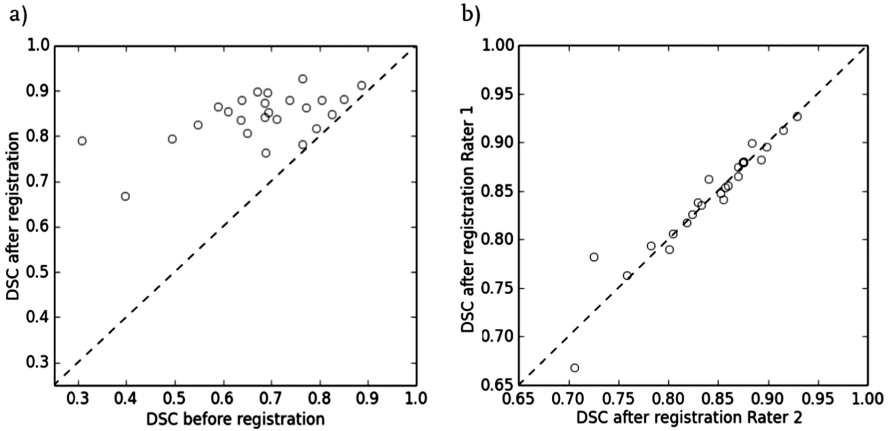 a)
1.0
0.9
0.8
0.7
0.6
0.5
0.4
0.3
DSC after registration
0.3 0.4 0.5 0.6 0.7 0.8 0.9 1.0
DSC before registration
b)
1.00
0.95
0.90
0.85
0.80
0.75
0.70
0.65
DSC after registration Rater 1
0.65 0.70 0.75 0.80 0.85 0.90 0.95 1.00
DSC after registration Rater 2